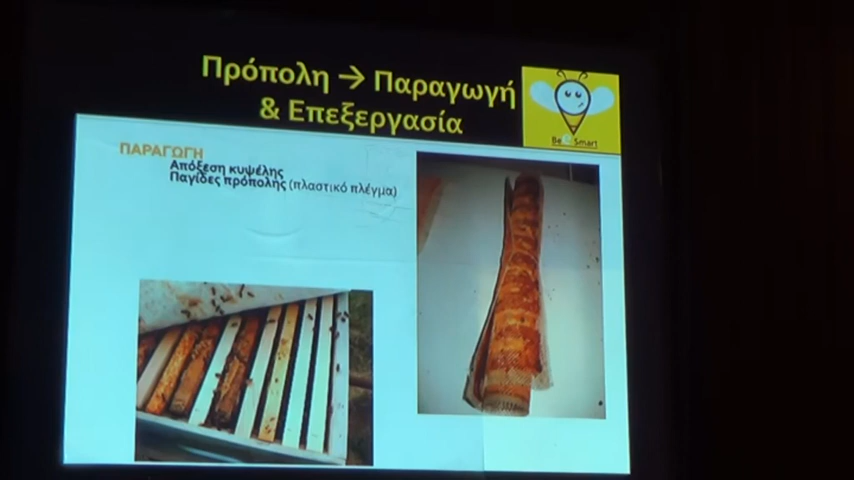 Πρόπολη → Παραγωγή
& Επεξεργασία
Be Smart
ΠΑΡΑΓΩΓΗ
Απόξεση κυψέλης
Παγίδες πρόπολης (πλαστικό πλέγμα)